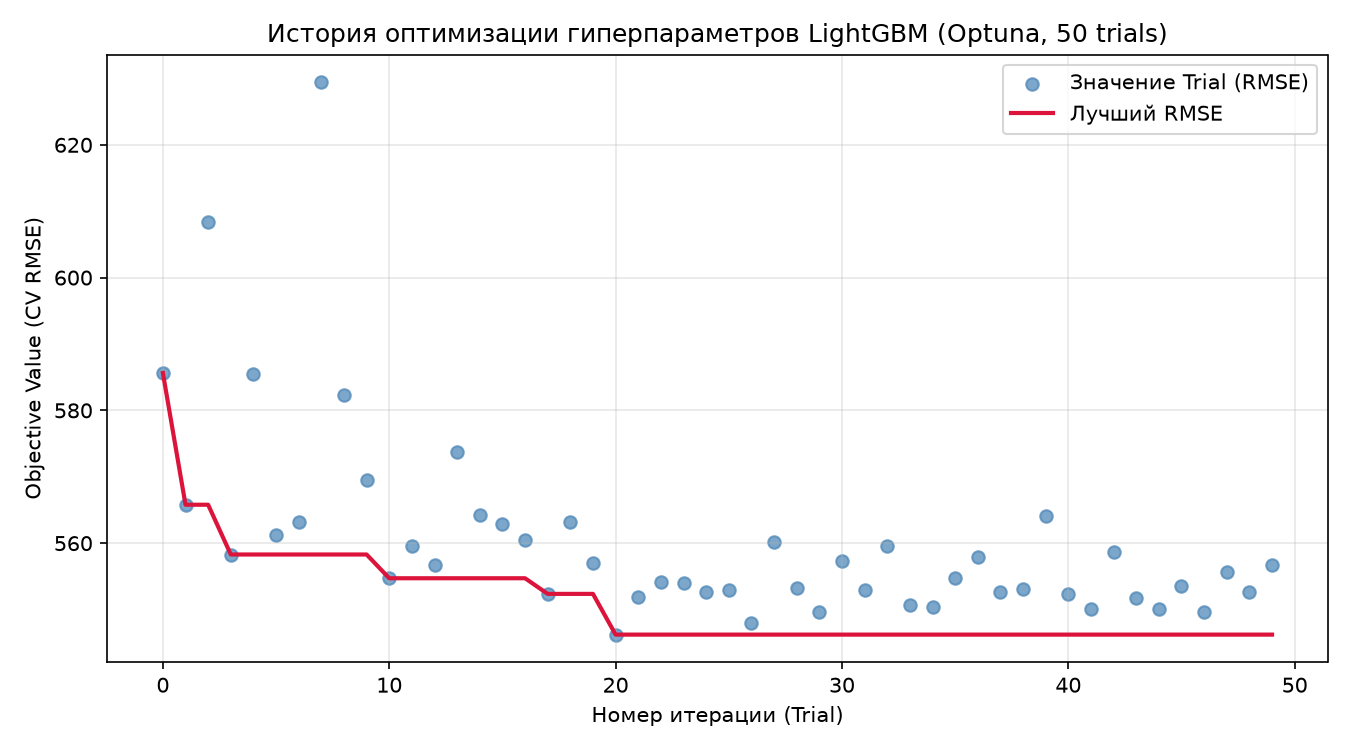 История оптимизации гиперпараметров LightGBM (Optuna, 50 trials)
Значение Trial (RMSE)
Лучший RMSE
Objective Value (CV RMSE)
620
600
580
560
0 10 20 30 40 50
Номер итерации (Trial)